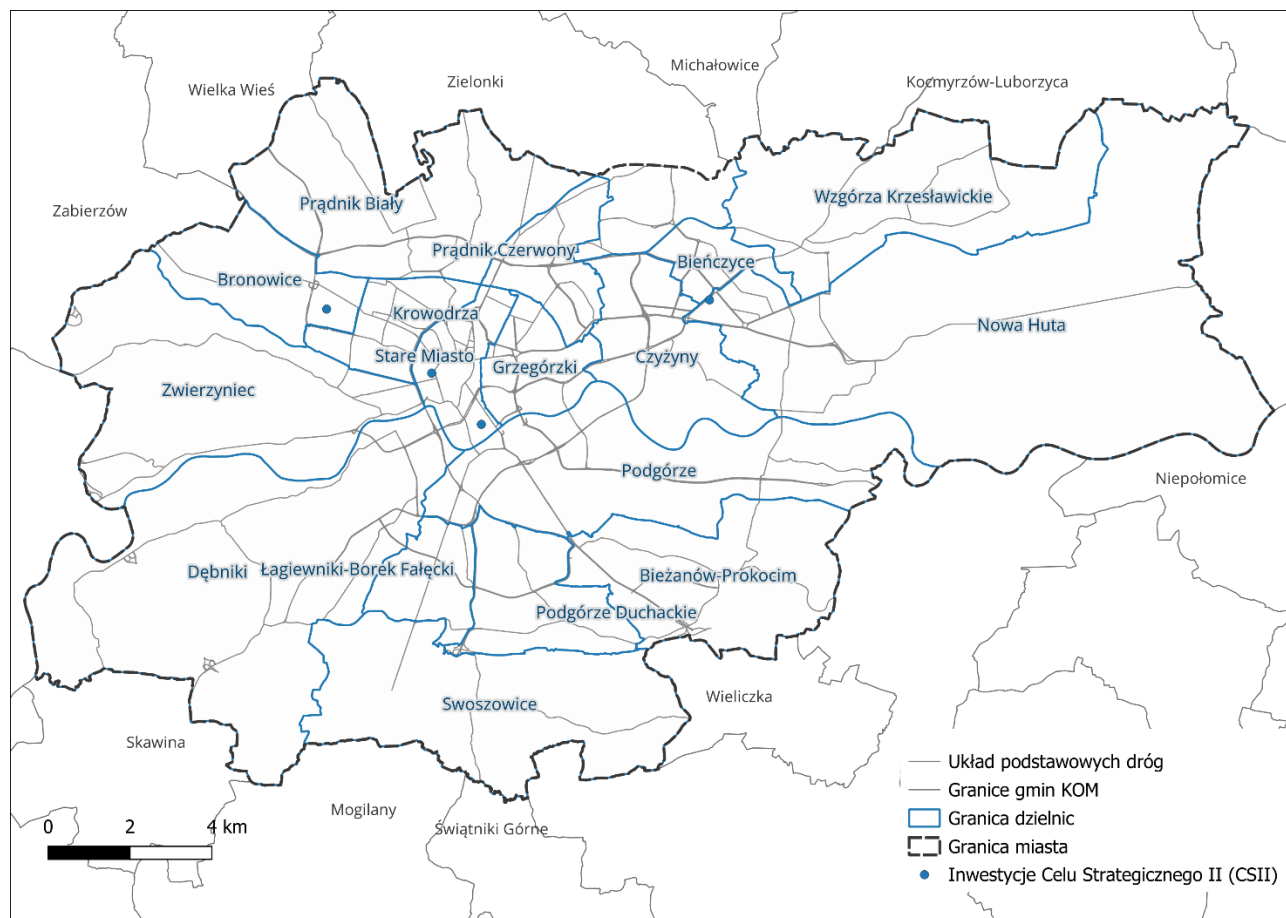 Michałowice
Zielonki
Kocmyrzów-Luborzyca
Wielka Wieś
Wzgórza Krzesławickie
Prądnik Biały
Zabierzów
Prądnik Czerwony
Bieńczyce
Bronowice
Krowodrza
Nowa Huta
Stare Miasto
Czyżyny
Grzegórzki
Zwierzyniec
Podgórze
Niepołomice
Dębniki
Łagiewniki-Borek Fałęcki
Bieżanów-Prokocim
Podgórze Duchackie
Wieliczka
Swoszowice
Skawina
Mogilany
Świątniki Górne
0 2 4 km
Układ podstawowych dróg
Granice gmin KOM
Granica dzielnic
Granica miasta
Inwestycje Celu Strategicznego II (CSII)